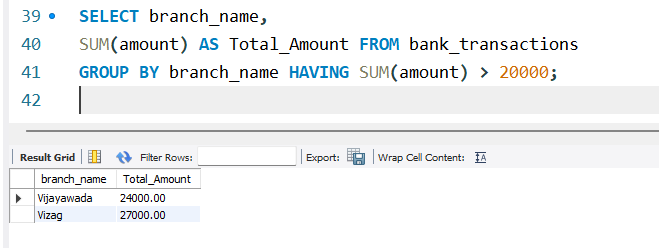 39 SELECT branch_name,
40 SUM(amount) AS Total_Amount FROM bank_transactions
41 GROUP BY branch_name HAVING SUM(amount) > 20000;
42
Result Grid Filter Rows: Export: Wrap Cell Content:
branch_name Total_Amount
Vijayawada 24000.00
Vizag 27000.00